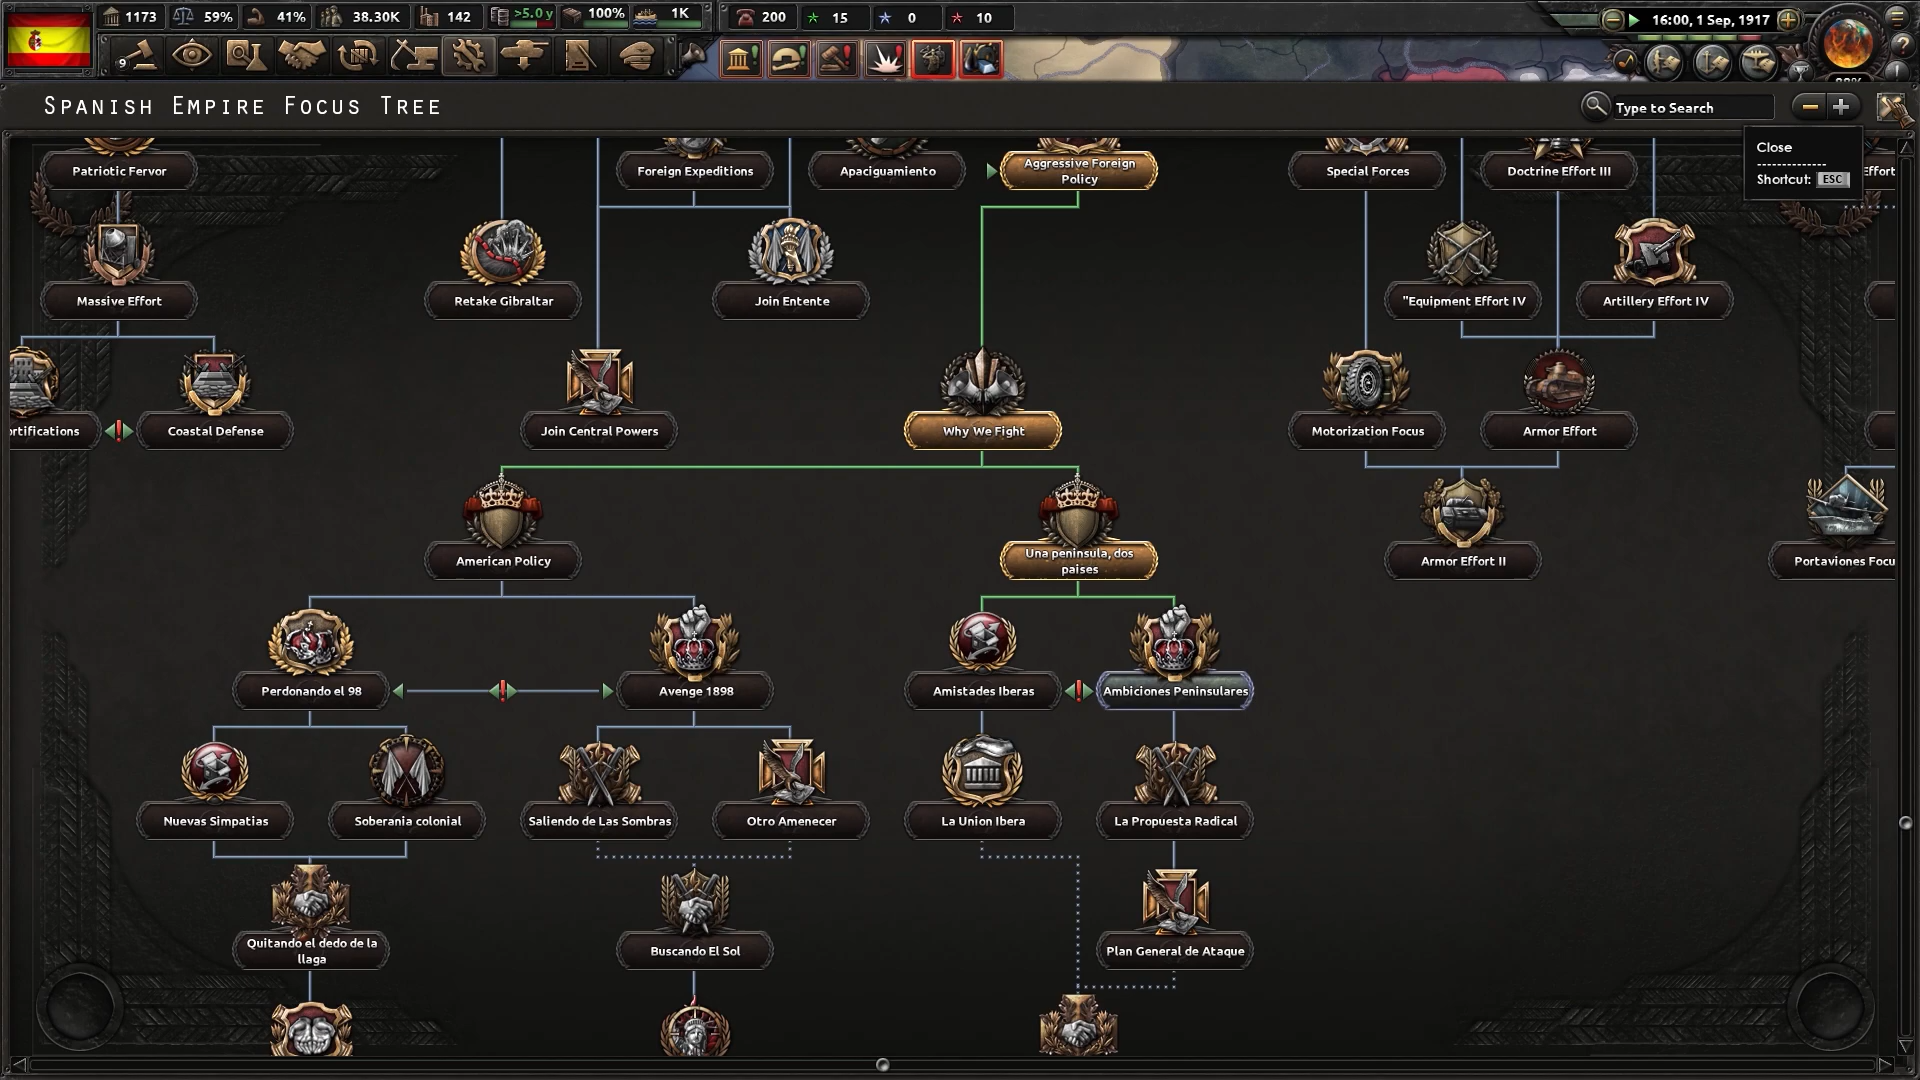 1173
59%
41%
38.30K
142
>5.0 y
100%
1K
200
15
0
10
16:00, 1 Sep, 1917
9
Spanish Empire Focus Tree
Type to Search
Close
--------------
Shortcut: ESC
Patriotic Fervor
Foreign Expeditions
Apaciguamiento
Aggressive Foreign
Policy
Special Forces
Doctrine Effort III
Effort
Massive Effort
Retake Gibraltar
Join Entente
"Equipment Effort IV
Artillery Effort IV
ortifications
Coastal Defense
Join Central Powers
Why We Fight
Motorization Focus
Armor Effort
American Policy
Una peninsula, dos
paises
Armor Effort II
Portaviones Focu
Perdonando el 98
Avenge 1898
Amistades Iberas
Ambiciones Peninsulares
Nuevas Simpatias
Soberania colonial
Saliendo de Las Sombras
Otro Amenecer
La Union Ibera
La Propuesta Radical
Quitando el dedo de la
llaga
Buscando El Sol
Plan General de Ataque